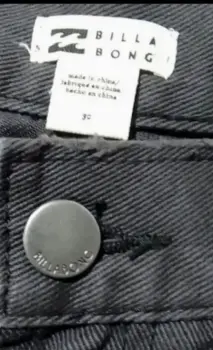 BILLA
BONG
made in china/
fabriqué en chine/
hecho en china
30
BILLABONG